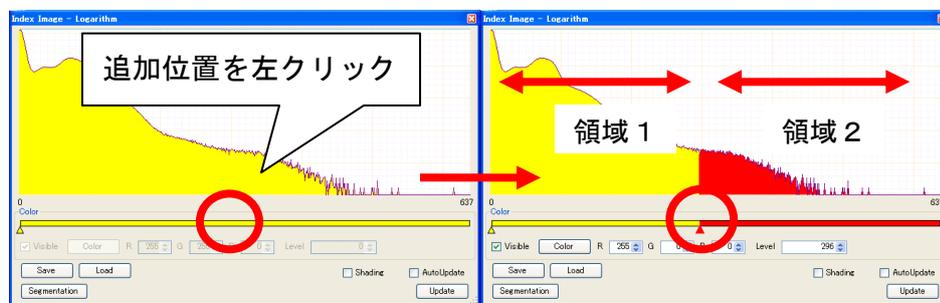 Index Image - Logarithm
追加位置を左クリック
0
637
Color
Visible Color R 255 G 255 B 0 Level 0
Save Load Shading AutoUpdate
Segmentation Update
Index Image - Logarithm
領域1
領域2
0
Color
Visible Color R 255 G 0 B 0 Level 296
Save Load Shading AutoUpdate
Segmentation Update